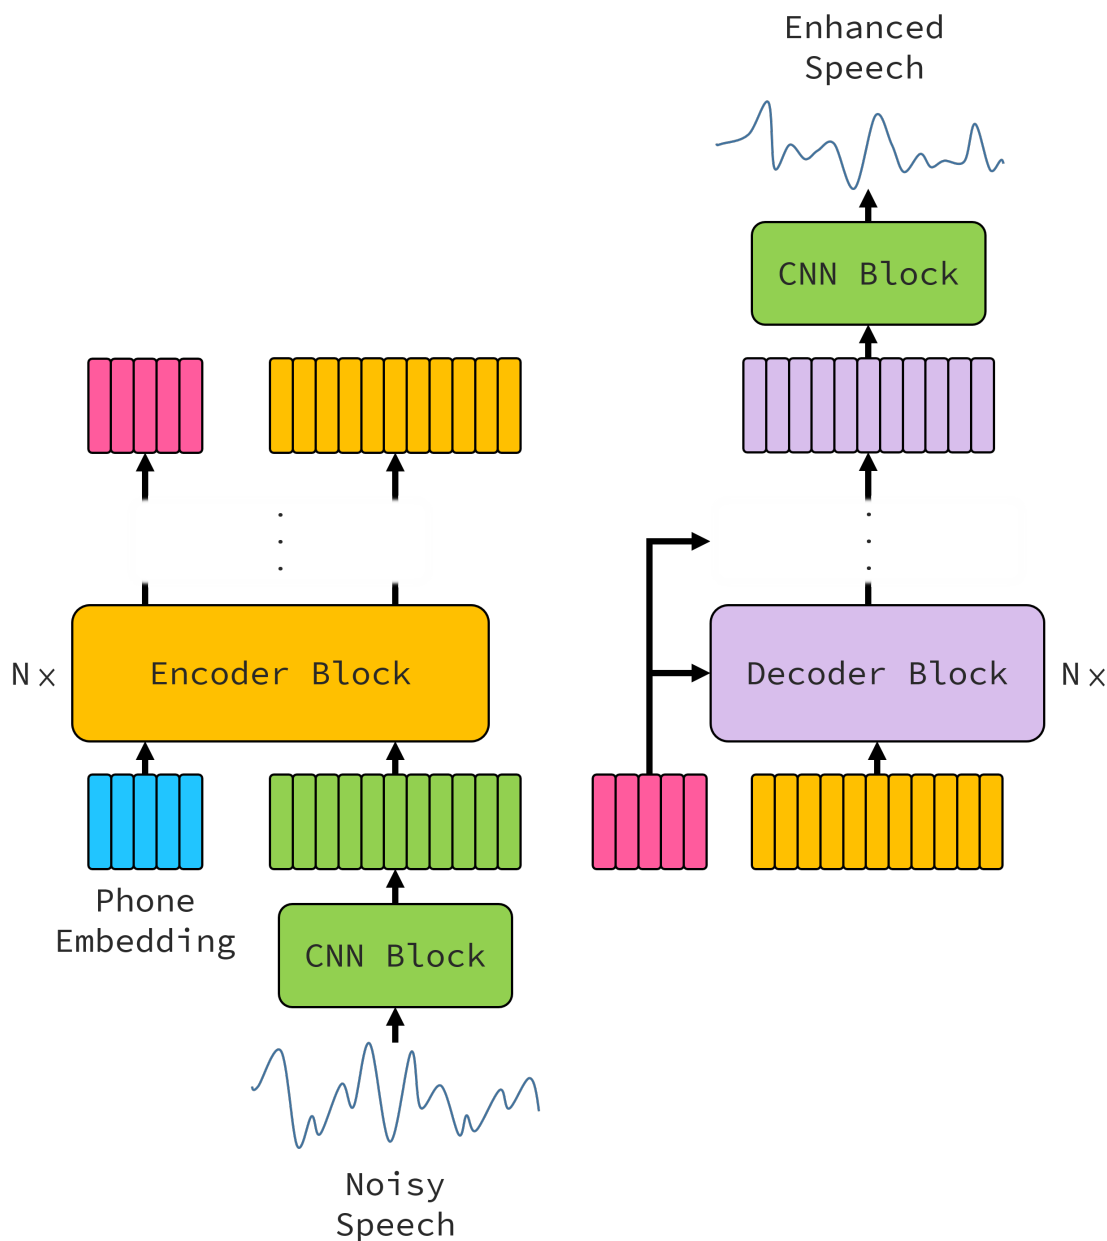 Enhanced
Speech
CNN Block
N× Encoder Block
Decoder Block N×
Phone
Embedding
CNN Block
Noisy
Speech